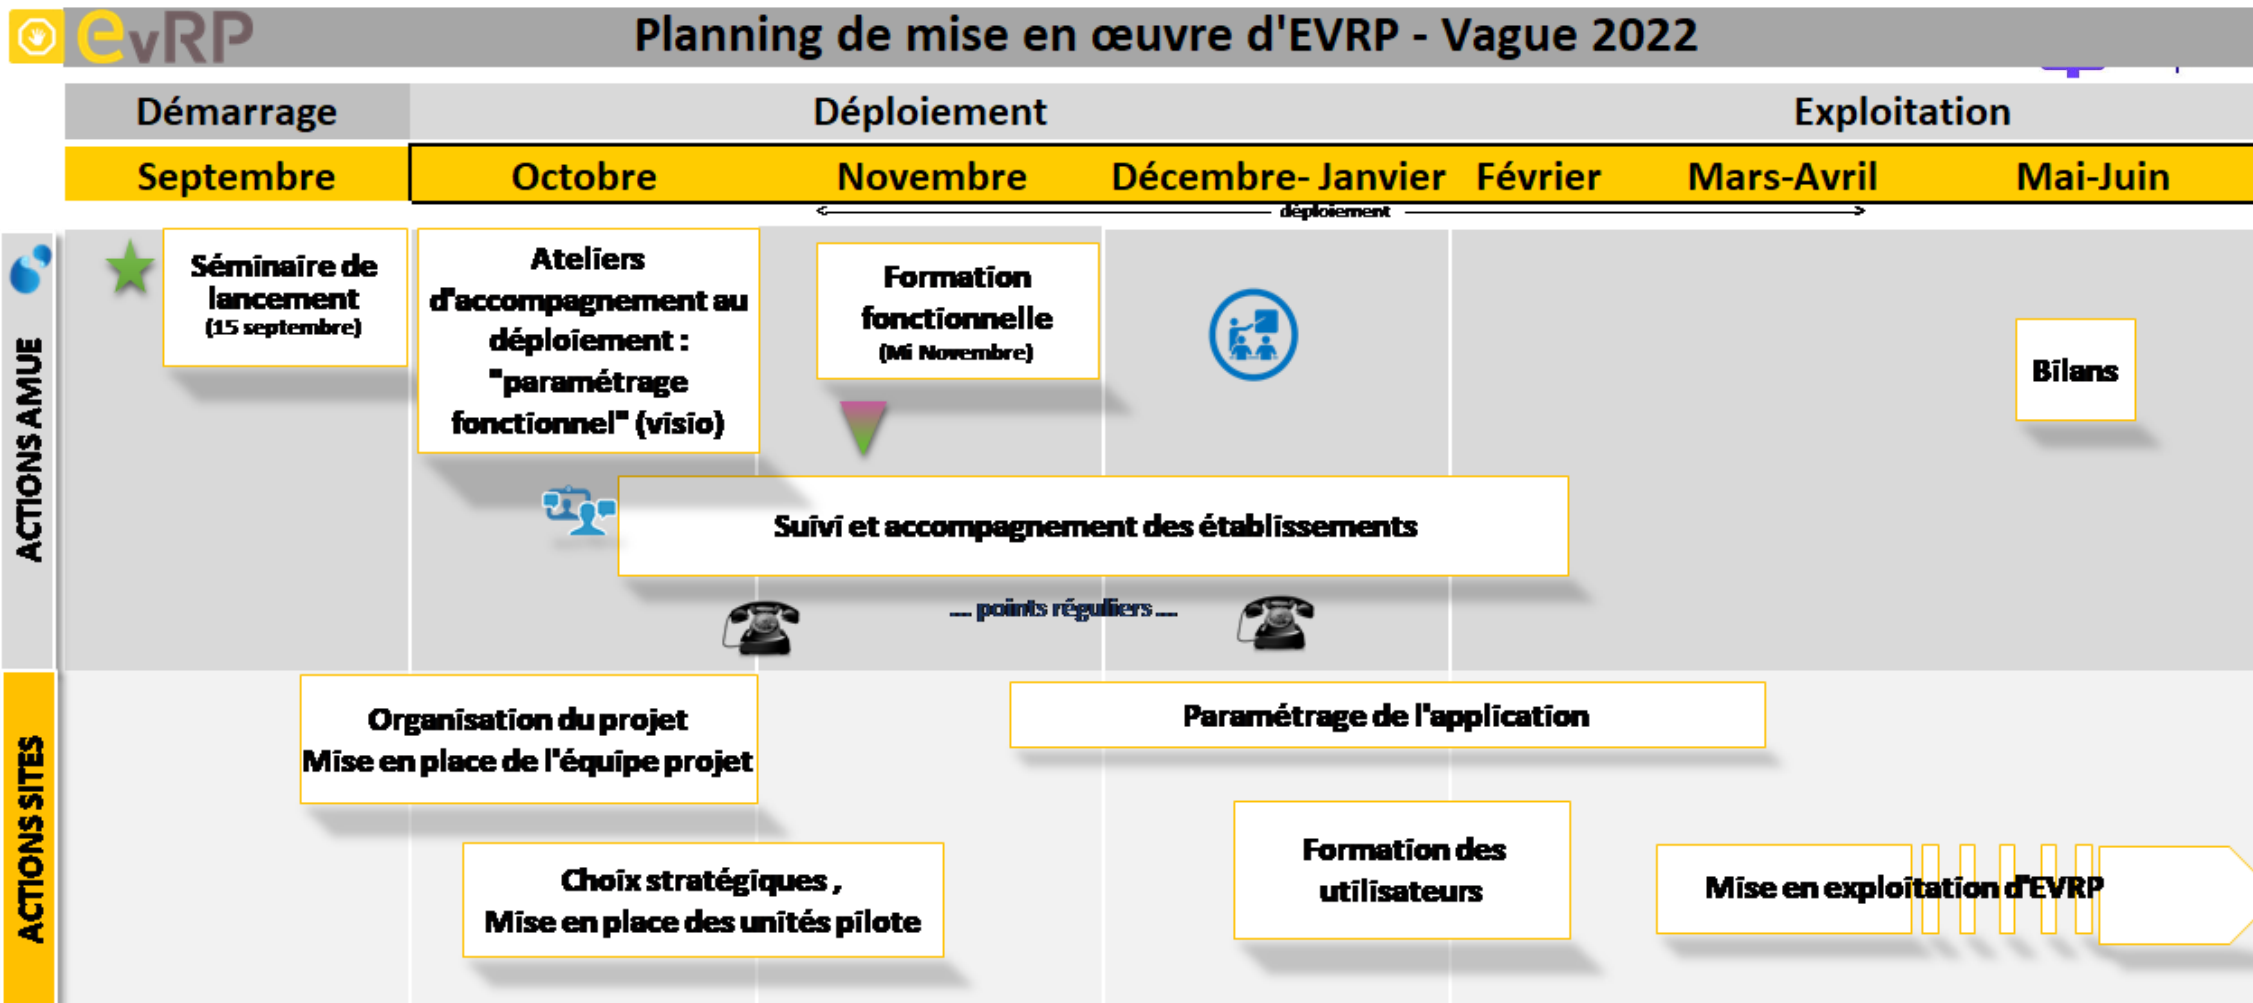 evRP
Planning de mise en œuvre d'EVRP - Vague 2022
Démarrage
Déploiement
Exploitation
Septembre
Octobre
Novembre
Décembre- Janvier
Février
Mars-Avril
Mai-Juin
déploiement
ACTIONS AMUE
Séminaire de
lancement
(15 septembre)
Ateliers
d'accompagnement au
déploiement :
"paramétrage
fonctionnel" (visio)
Formation
fonctionnelle
(Mi Novembre)
Bilans
Suivi et accompagnement des établissements
... points réguliers ...
ACTIONS SITES
Organisation du projet
Mise en place de l'équipe projet
Paramétrage de l'application
Choix stratégiques ,
Mise en place des unités pilote
Formation des
utilisateurs
Mise en exploitation d'EVRP